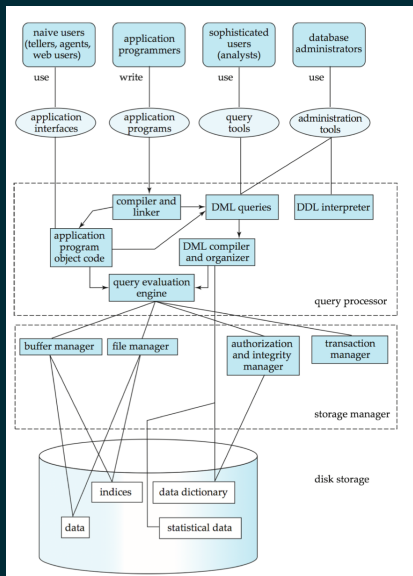 naive users
(tellers, agents,
web users)
application
programmers
sophisticated
users
(analysts)
database
administrators
use
write
use
use
application
interfaces
application
programs
query
tools
administration
tools
compiler and
linker
DML queries
DDL interpreter
application
program
object code
DML compiler
and organizer
query evaluation
engine
query processor
buffer manager
file manager
authorization
and integrity
manager
transaction
manager
storage manager
disk storage
indices
data dictionary
data
statistical data